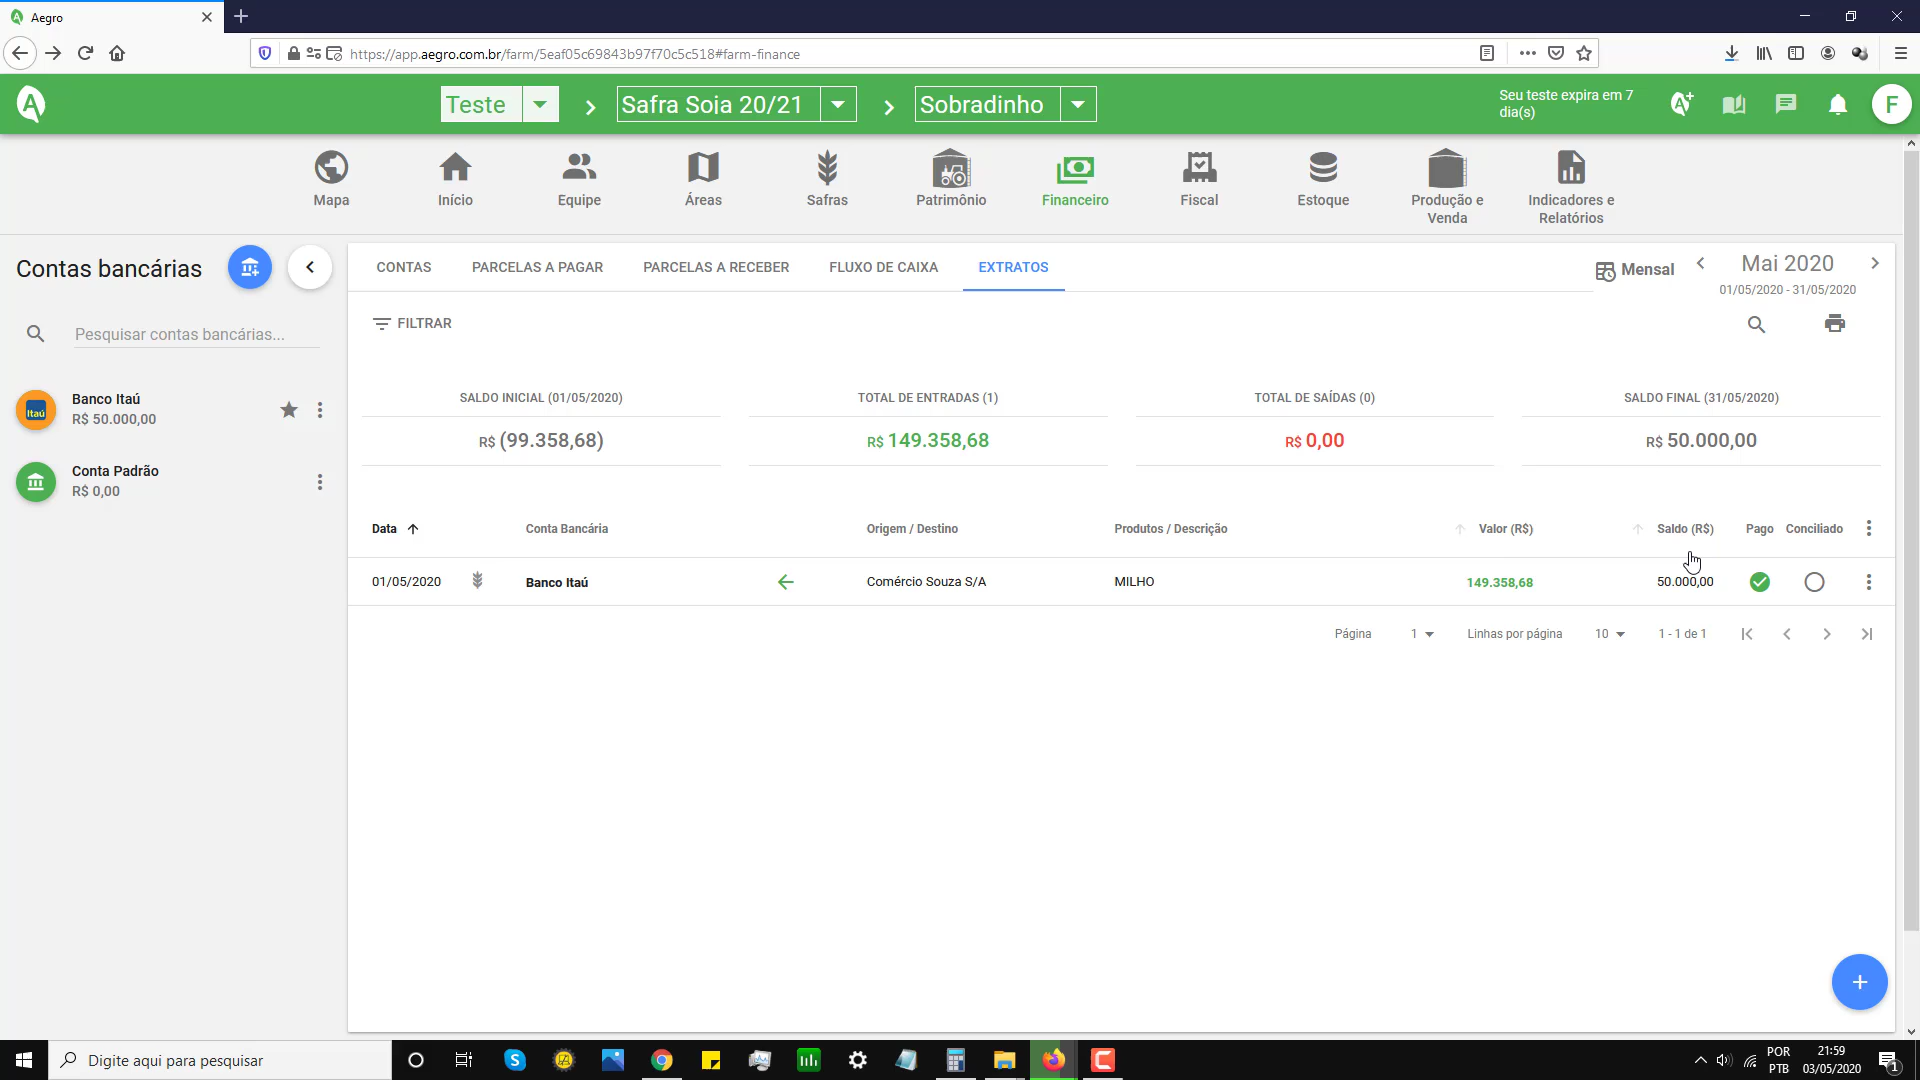 Aegro
https://app.aegro.com.br/farm/5eaf05c69843b97f70c5c518#farm-finance
Teste
Safra Soja 20/21
Sobradinho
Seu teste expira em 7
dia(s)
F
Mapa
Início
Equipe
Áreas
Safras
Patrimônio
Financeiro
Fiscal
Estoque
Produção e
Venda
Indicadores e
Relatórios
Contas bancárias
Pesquisar contas bancárias...
Itaú
Banco Itaú
R$ 50.000,00
Conta Padrão
R$ 0,00
CONTAS
PARCELAS A PAGAR
PARCELAS A RECEBER
FLUXO DE CAIXA
EXTRATOS
Mensal
Mai 2020
01/05/2020 - 31/05/2020
FILTRAR
SALDO INICIAL (01/05/2020)
R$ (99.358,68)
TOTAL DE ENTRADAS (1)
R$ 149.358,68
TOTAL DE SAÍDAS (0)
R$ 0,00
SALDO FINAL (31/05/2020)
R$ 50.000,00
Data
Conta Bancária
Origem / Destino
Produtos / Descrição
Valor (R$)
Saldo (R$)
Pago
Conciliado
01/05/2020
Banco Itaú
Comércio Souza S/A
MILHO
149.358,68
50.000,00
Página
1
Linhas por página
10
1 - 1 de 1
Digite aqui para pesquisar
POR
PTB
21:59
03/05/2020
1